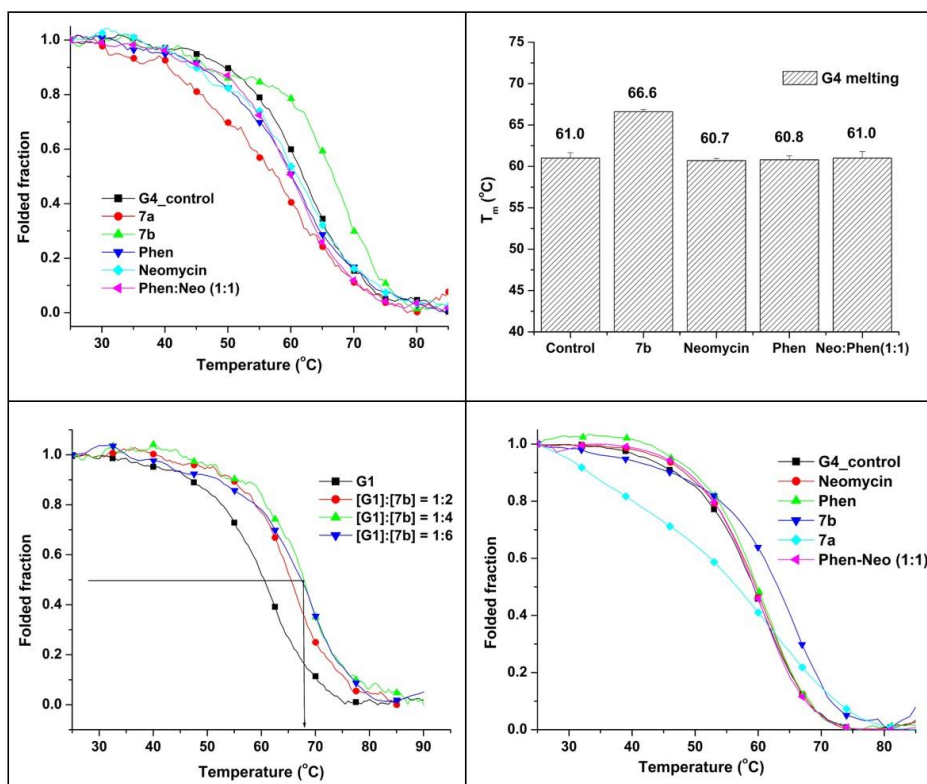 1.0
0.8
0.6
0.4
0.2
0.0
Folded fraction
G4_control
7a
7b
Phen
Neomycin
Phen:Neo (1:1)
30 40 50 60 70 80
Temperature (°C)
75
70
65
60
55
50
45
40
Tm (°C)
G4 melting
61.0
66.6
60.7
60.8
61.0
Control 7b Neomycin Phen Neo:Phen(1:1)
1.0
0.8
0.6
0.4
0.2
0.0
Folded fraction
G1
[G1]:[7b] = 1:2
[G1]:[7b] = 1:4
[G1]:[7b] = 1:6
30 40 50 60 70 80 90
Temperature (°C)
1.0
0.8
0.6
0.4
0.2
0.0
Folded fraction
G4_control
Neomycin
Phen
7b
7a
Phen-Neo (1:1)
30 40 50 60 70 80
Temperature (°C)